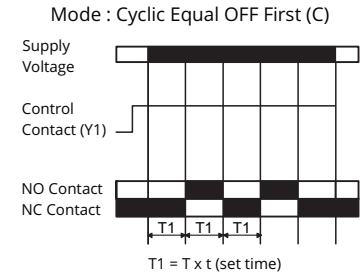 Mode : Cyclic Equal OFF First (C)
Supply
Voltage
Control
Contact (Y1)
NO Contact
NC Contact
T1 T1 T1
T1 = T x t (set time)